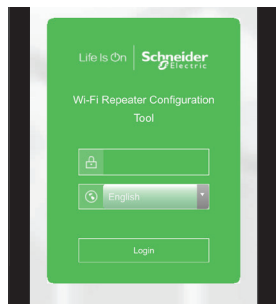 Life Is On
Schneider
Electric
Wi-Fi Repeater Configuration
Tool
English
Login